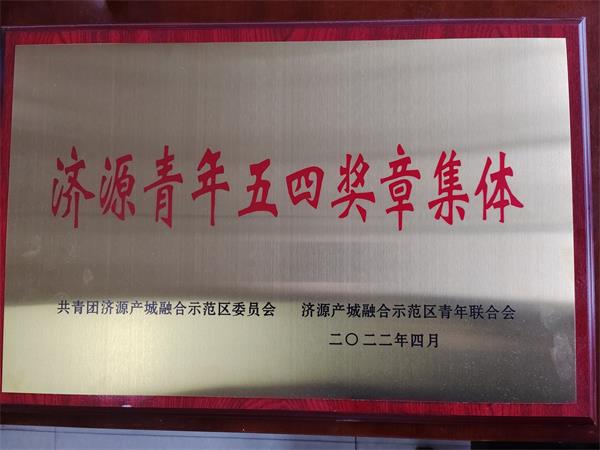 济源青年五四奖章集体
共青团济源产城融合示范区委员会 济源产城融合示范区青年联合会
二〇二二年四月